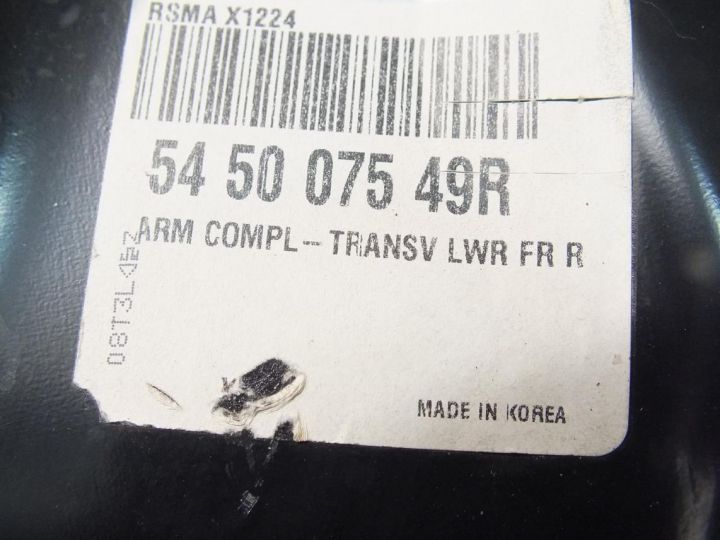 RSMA X1224
54 50 075 49R
ARM COMPL-TRANSV LWR FR R
MADE IN KOREA